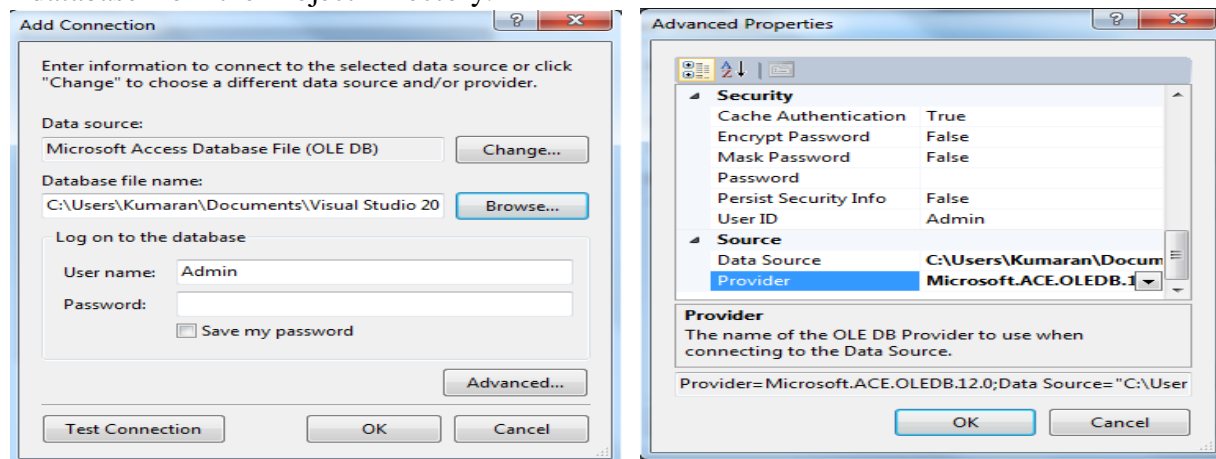 Add Connection
Enter information to connect to the selected data source or click
"Change" to choose a different data source and/or provider.
Data source:
Microsoft Access Database File (OLE DB)
Change...
Database file name:
C:\Users\Kumaran\Documents\Visual Studio 20
Browse...
Log on to the database
User name:
Admin
Password:
Save my password
Advanced...
Test Connection
OK
Cancel
Advanced Properties
Security
Cache Authentication True
Encrypt Password False
Mask Password False
Password
Persist Security Info False
User ID Admin
Source
Data Source C:\Users\Kumaran\Docum
Provider Microsoft.ACE.OLEDB.1
Provider
The name of the OLE DB Provider to use when
connecting to the Data Source.
Provider=Microsoft.ACE.OLEDB.12.0;Data Source="C:\User
OK
Cancel